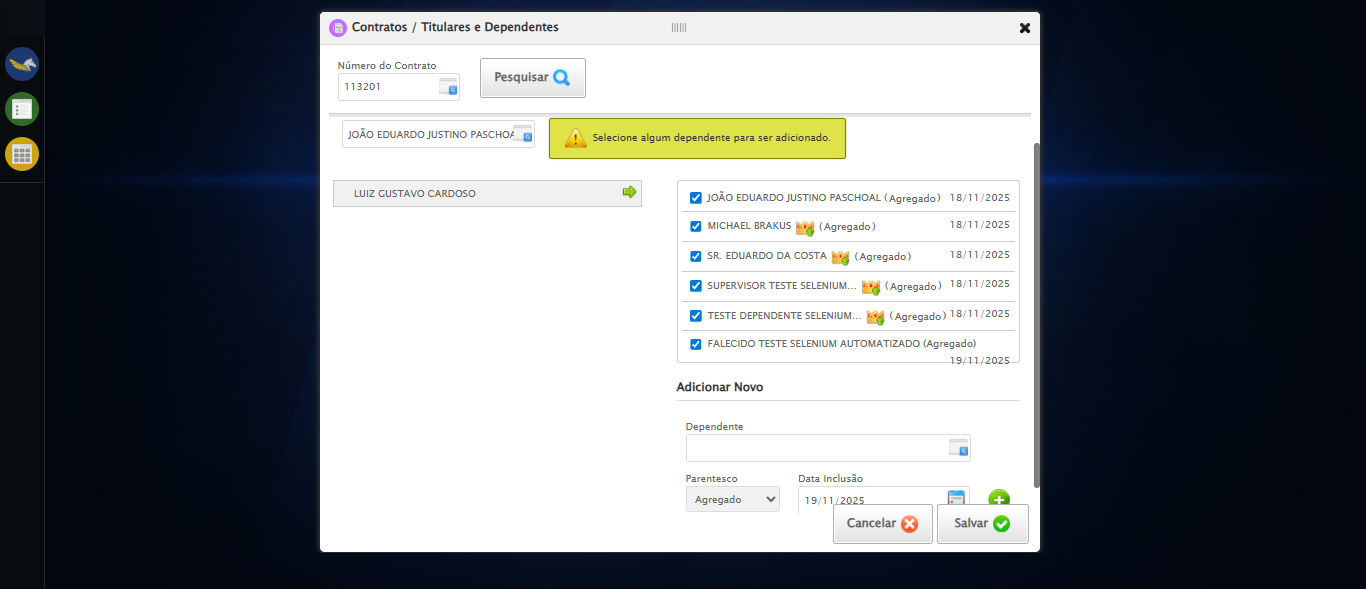 Contratos / Titulares e Dependentes
Número do Contrato
113201
Pesquisar
JOÃO EDUARDO JUSTINO PASCHOA
Selecione algum dependente para ser adicionado.
LUIZ GUSTAVO CARDOSO
JOÃO EDUARDO JUSTINO PASCHOAL (Agregado) 18/11/2025
MICHAEL BRAKUS (Agregado) 18/11/2025
SR. EDUARDO DA COSTA (Agregado) 18/11/2025
SUPERVISOR TESTE SELENIUM... (Agregado) 18/11/2025
TESTE DEPENDENTE SELENIUM... (Agregado) 18/11/2025
FALECIDO TESTE SELENIUM AUTOMATIZADO (Agregado)
19/11/2025
Adicionar Novo
Dependente
Parentesco Data Inclusão
Agregado 19/11/2025
Cancelar Salvar